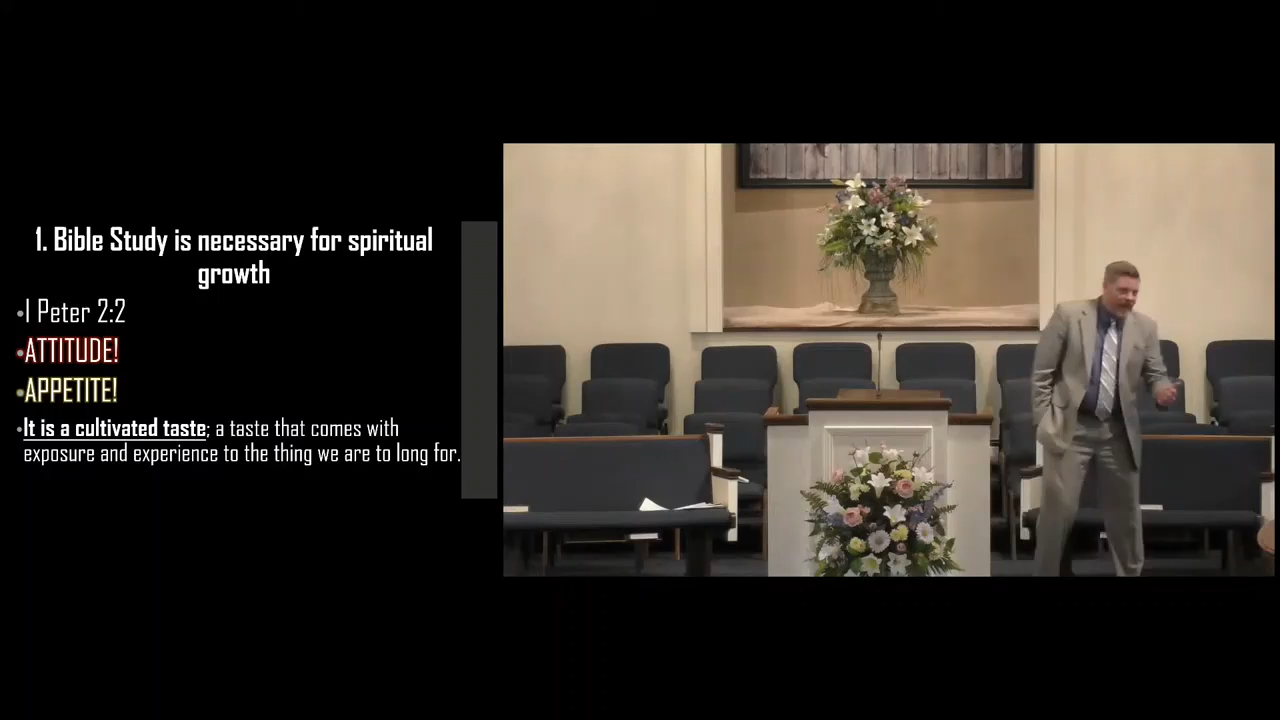 1. Bible Study is necessary for spiritual
growth
•I Peter 2:2
•ATTITUDE!
•APPETITE!
•It is a cultivated taste; a taste that comes with
exposure and experience to the thing we are to long for.